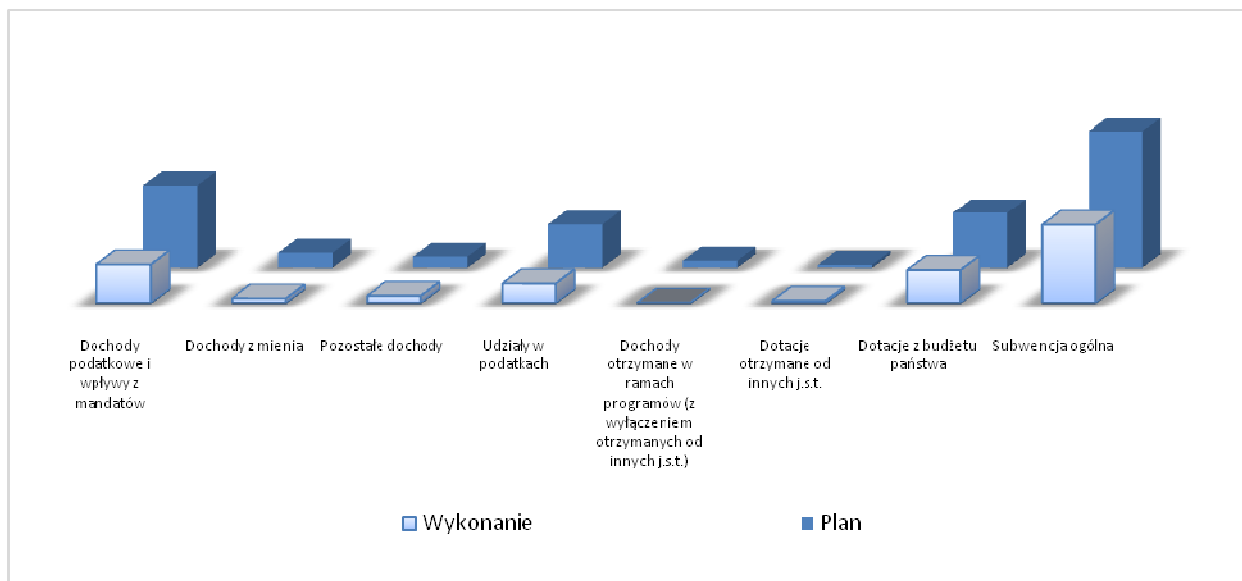 Dochody
podatkowe i
wpływy z
mandatów
Dochody z mienia
Pozostałe dochody
Udziały w
podatkach
Dochody
otrzymane w
ramach
programów (z
wyłączeniem
otrzymanych od
innych j.s.t.)
Dotacje
otrzymane od
innych j.s.t.
Dotacje z budżetu
państwa
Subwencja ogólna
Wykonanie
Plan